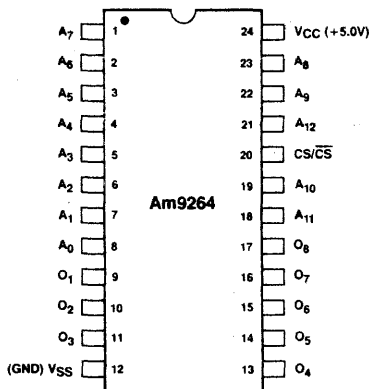 A7 1 24 VCC (+5.0V)
A6 2 23 A8
A5 3 22 A9
A4 4 21 A12
A3 5 20 CS/C̅S̅
A2 6 19 A10
A1 7 18 A11
Am9264
A0 8 17 O8
O1 9 16 O7
O2 10 15 O6
O3 11 14 O5
(GND) VSS 12 13 O4